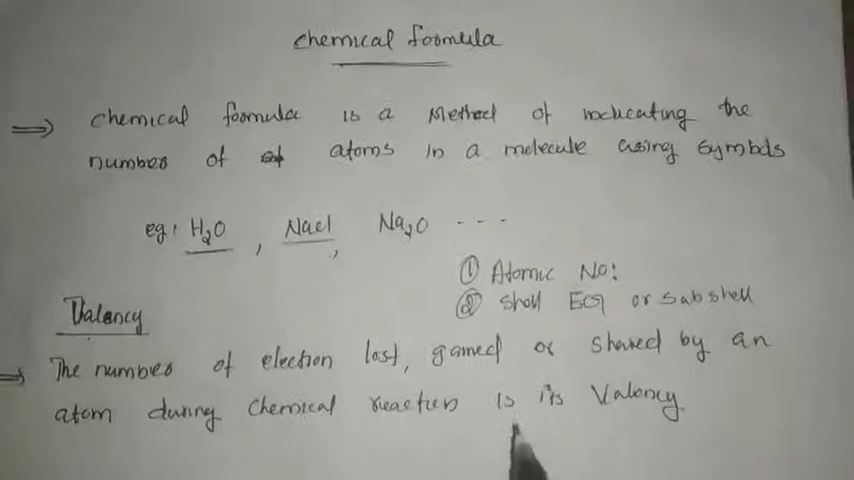 Chemical formula
⇒ Chemical formula is a Method of indicating the
number of atoms in a molecule using symbols
eg: H₂O, NaCl, Na₂O ---
① Atomic No:
② Shell EC or subshell
Valency
⇒ The number of election lost, gained or shared by an
atom during Chemical reaction is its Valency